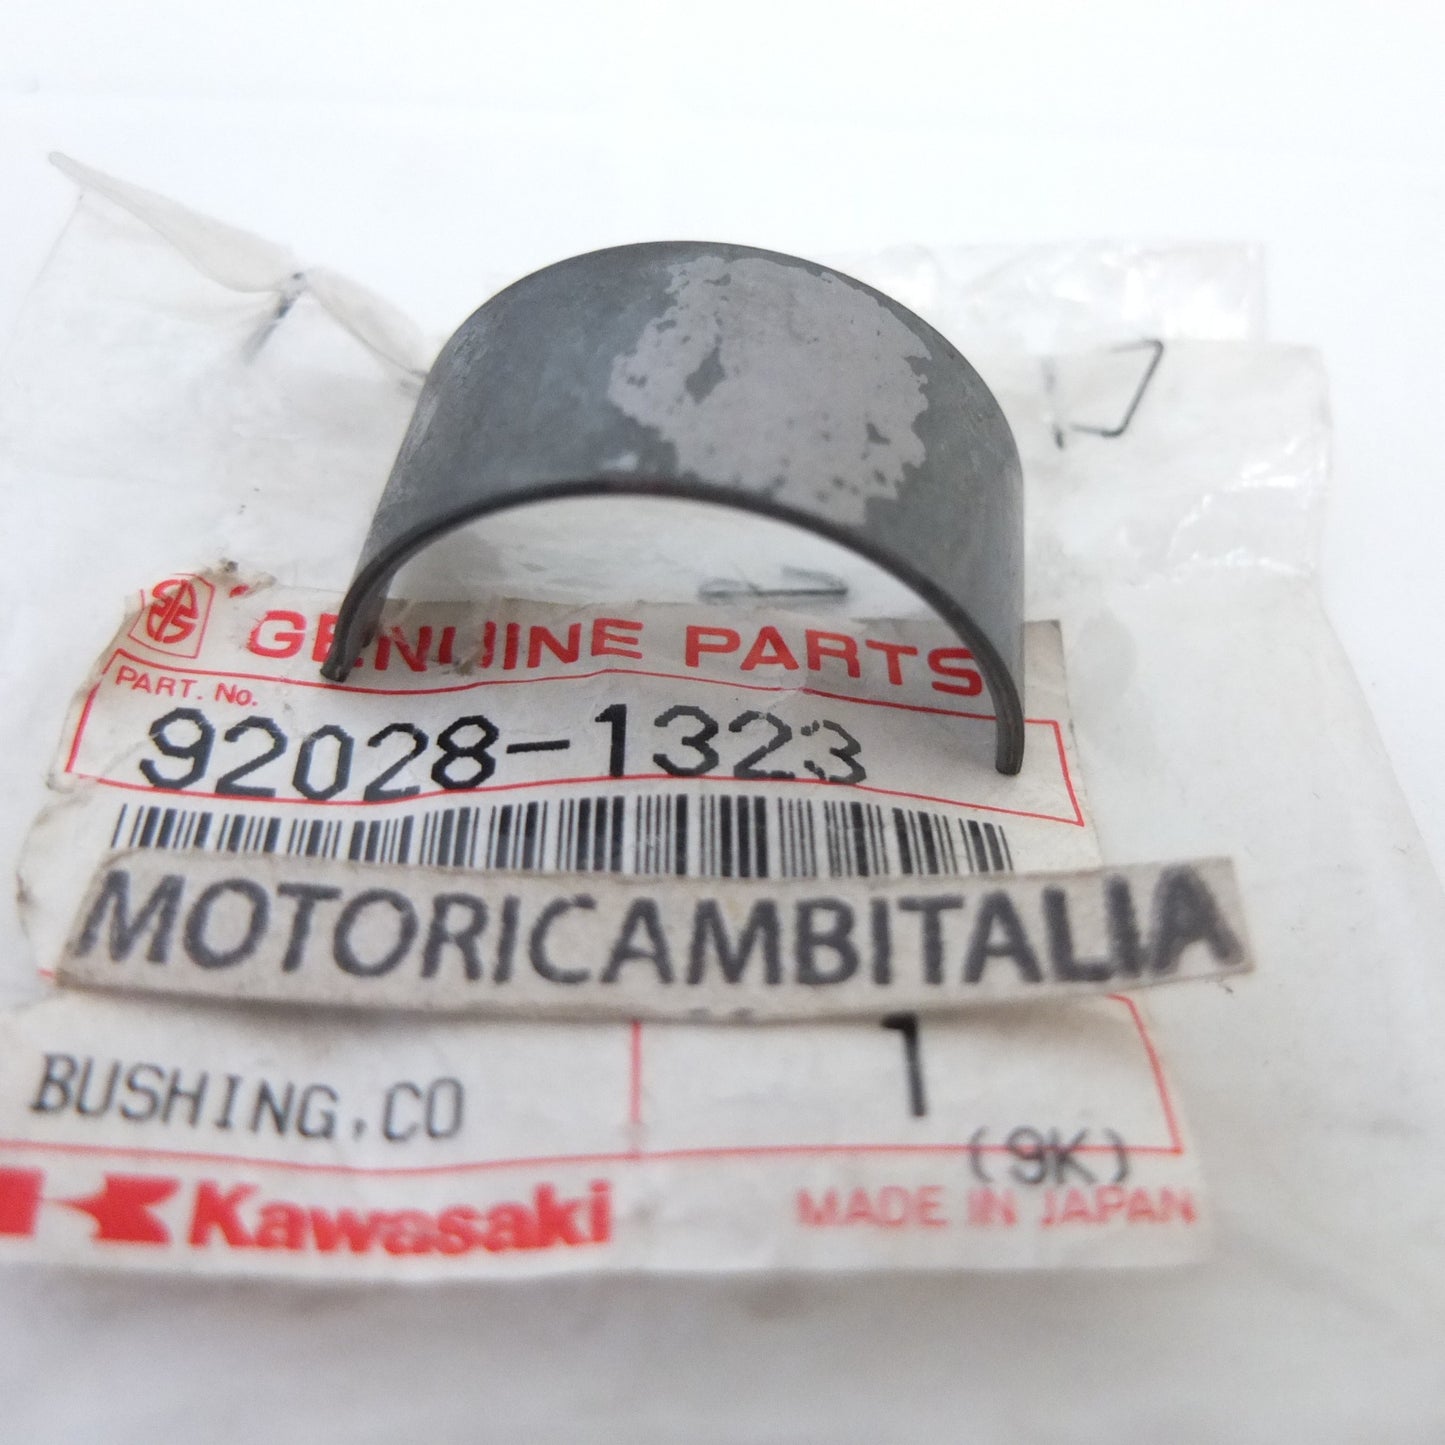 GENUINE PARTS
PART. No.
92028-1323
MOTORICAMBITALIA
BUSHING,CO
1
(9K)
Kawasaki
MADE IN JAPAN